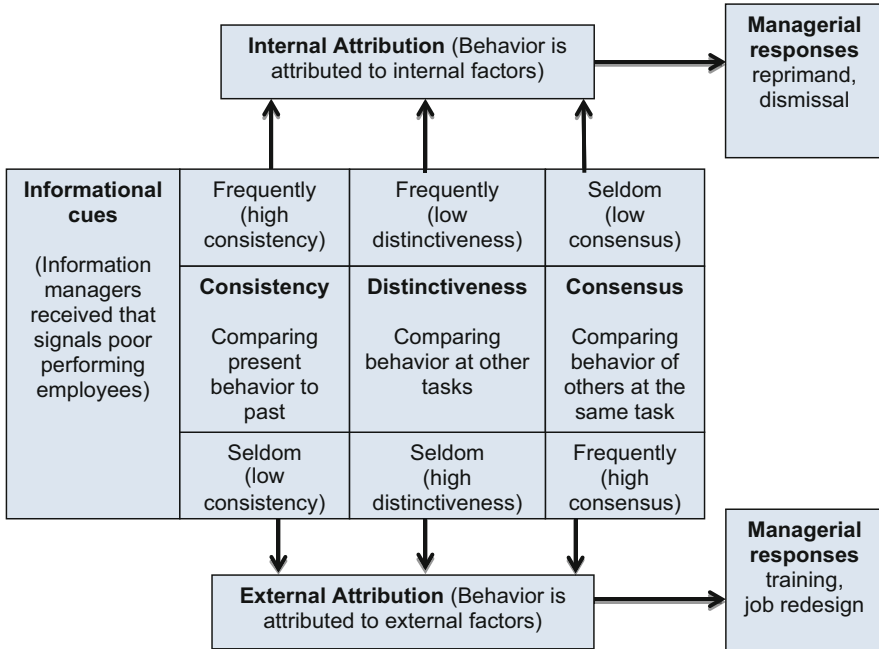 Internal Attribution (Behavior is
attributed to internal factors)
Managerial
responses
reprimand,
dismissal
Informational
cues
(Information
managers
received that
signals poor
performing
employees)
Frequently
(high
consistency)
Frequently
(low
distinctiveness)
Seldom
(low
consensus)
Consistency
Comparing
present
behavior to
past
Distinctiveness
Comparing
behavior at other
tasks
Consensus
Comparing
behavior of
others at the
same task
Seldom
(low
consistency)
Seldom
(high
distinctiveness)
Frequently
(high
consensus)
External Attribution (Behavior is
attributed to external factors)
Managerial
responses
training,
job redesign